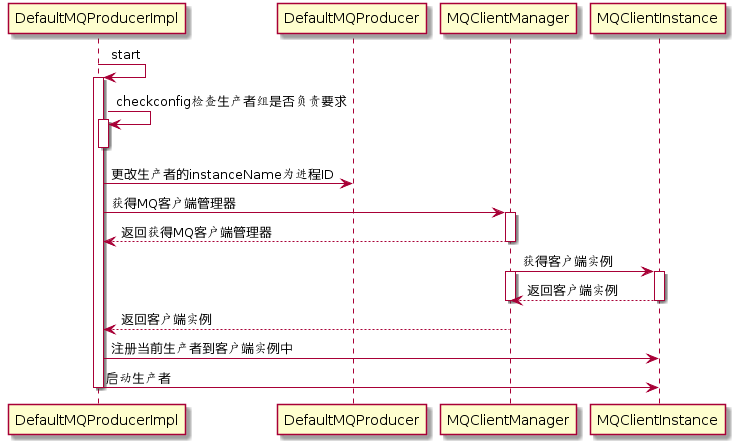 DefaultMQProducerImpl
DefaultMQProducer
MQClientManager
MQClientInstance
start
checkconfig检查生产者组是否负责要求
更改生产者的instanceName为进程ID
获得MQ客户端管理器
返回获得MQ客户端管理器
获得客户端实例
返回客户端实例
返回客户端实例
注册当前生产者到客户端实例中
启动生产者
DefaultMQProducerImpl
DefaultMQProducer
MQClientManager
MQClientInstance